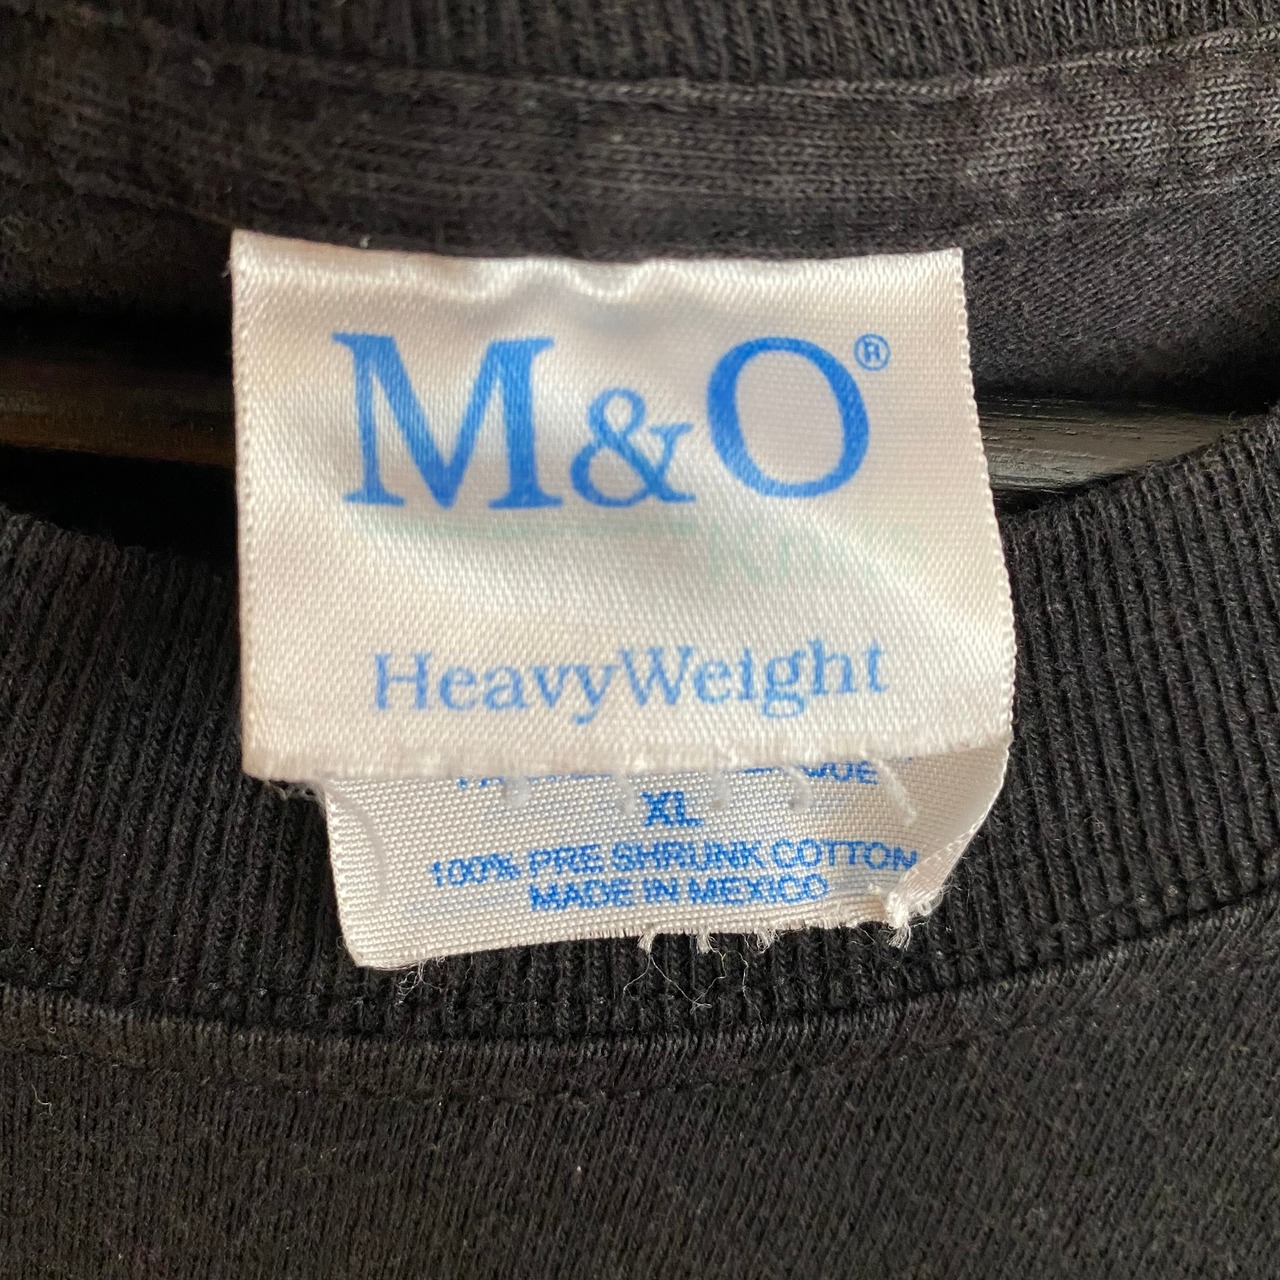 M&O®
HeavyWeight
XL
100% PRE SHRUNK COTTON
MADE IN MEXICO